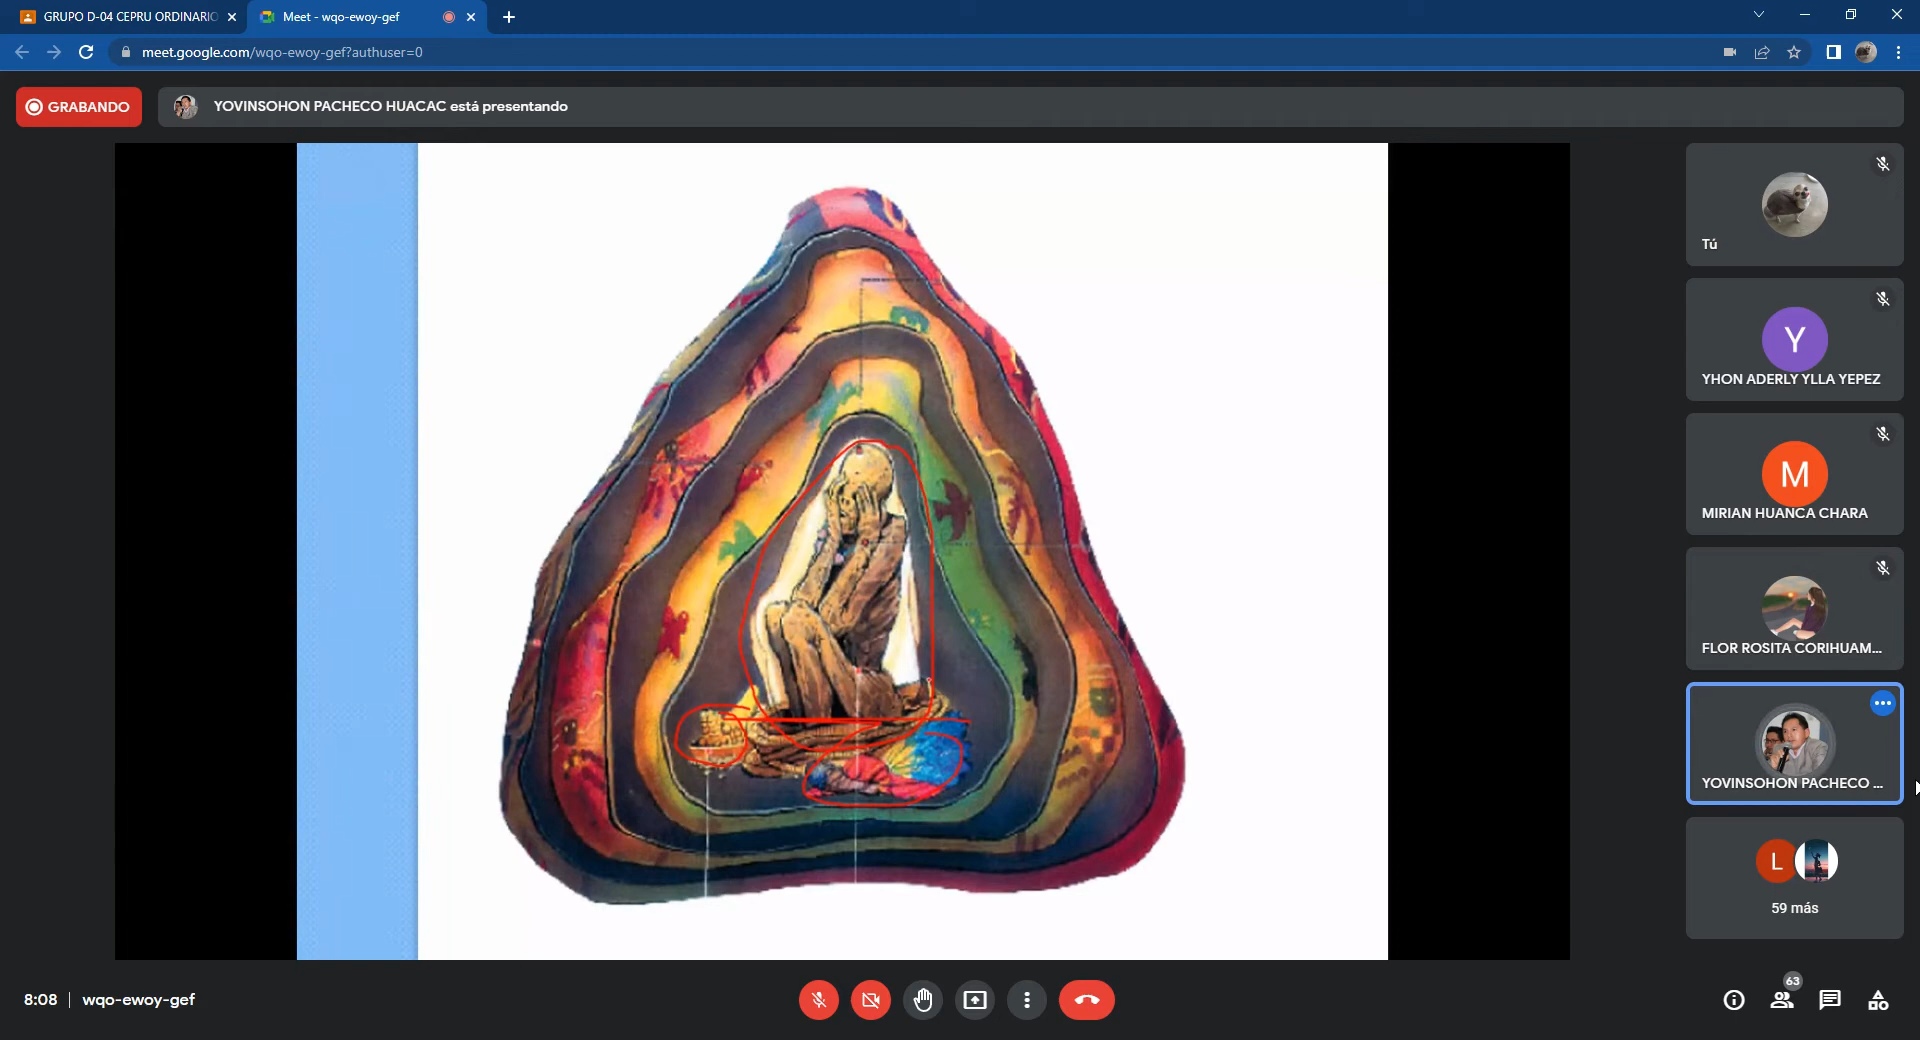 GRUPO D-04 CEPRU ORDINARIO
Meet - wqo-ewoy-gef
meet.google.com/wqo-ewoy-gef?authuser=0
GRABANDO
YOVINSOHON PACHECO HUACAC está presentando
Tú
Y
YHON ADERLY YLLA YEPEZ
M
MIRIAN HUANCA CHARA
FLOR ROSITA CORIHUAM...
YOVINSOHON PACHECO ...
L
59 más
8:08 | wqo-ewoy-gef
63